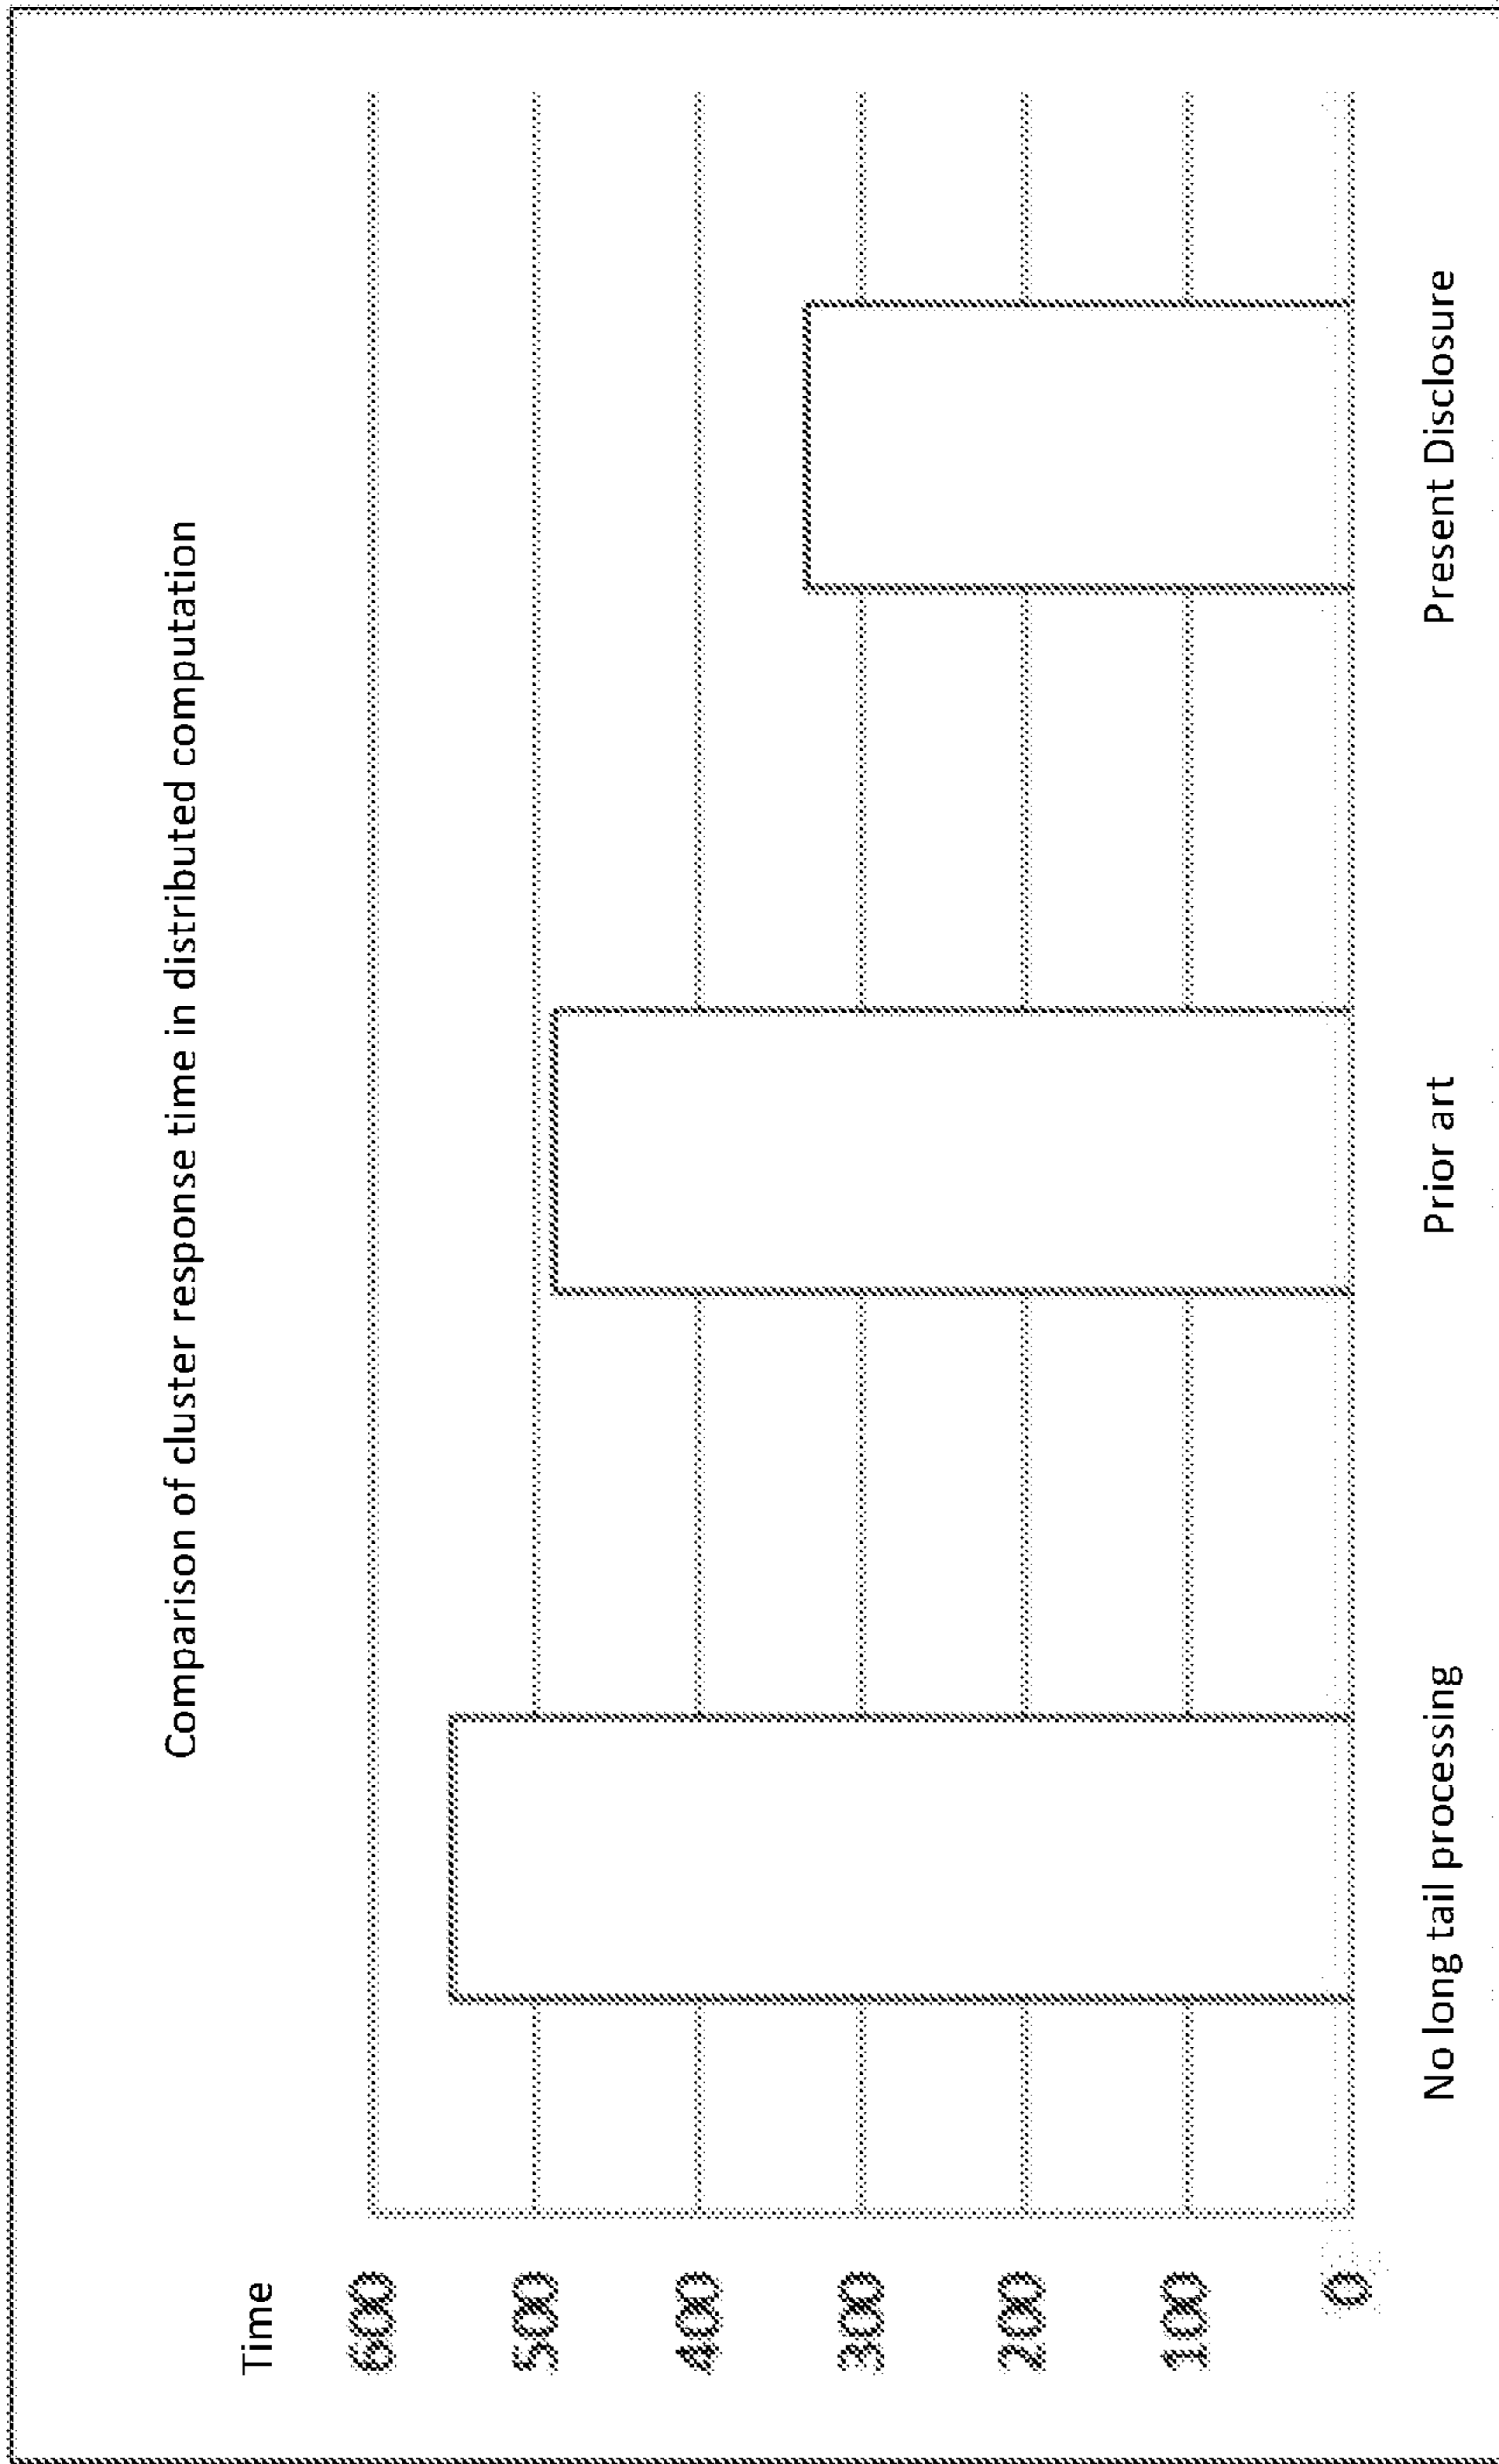 Comparison of cluster response time in distributed computation
Time
600
500
400
300
200
100
0
No long tail processing
Prior art
Present Disclosure